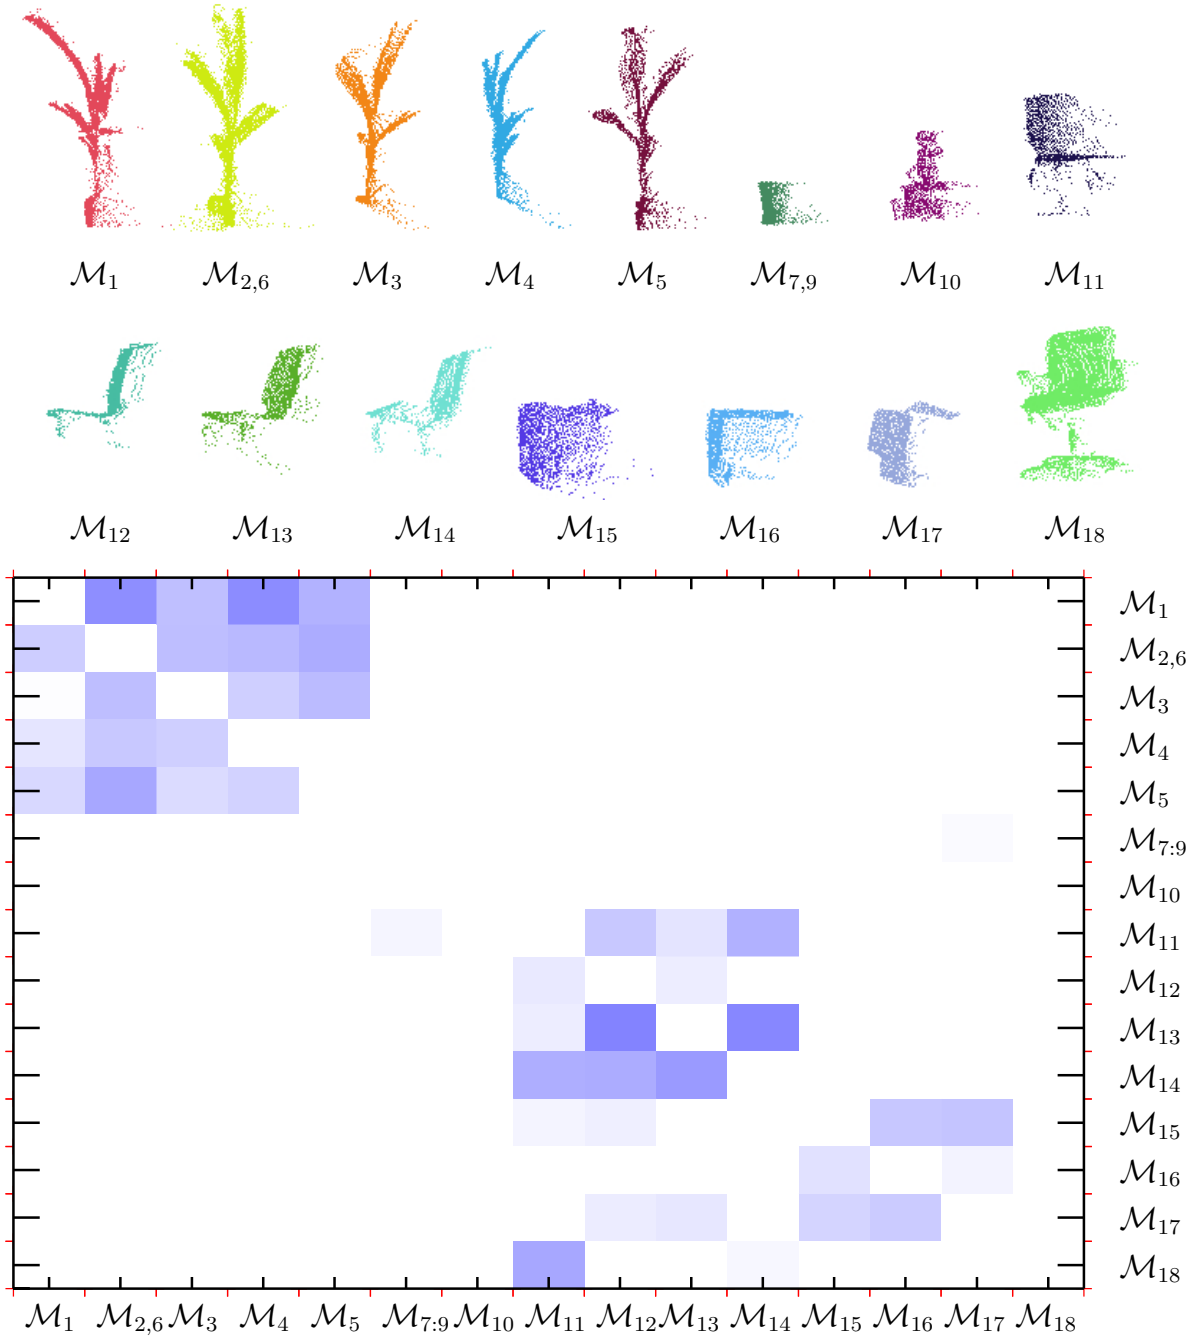 ℳ₁ ℳ₂,₆ ℳ₃ ℳ₄ ℳ₅ ℳ₇,₉ ℳ₁₀ ℳ₁₁
ℳ₁₂ ℳ₁₃ ℳ₁₄ ℳ₁₅ ℳ₁₆ ℳ₁₇ ℳ₁₈
ℳ₁
ℳ₂,₆
ℳ₃
ℳ₄
ℳ₅
ℳ₇:₉
ℳ₁₀
ℳ₁₁
ℳ₁₂
ℳ₁₃
ℳ₁₄
ℳ₁₅
ℳ₁₆
ℳ₁₇
ℳ₁₈
ℳ₁ ℳ₂,₆ ℳ₃ ℳ₄ ℳ₅ ℳ₇:₉ ℳ₁₀ ℳ₁₁ ℳ₁₂ ℳ₁₃ ℳ₁₄ ℳ₁₅ ℳ₁₆ ℳ₁₇ ℳ₁₈